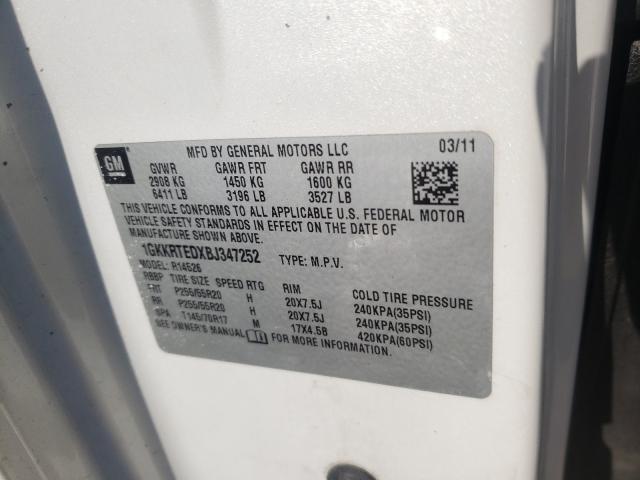 GM
MFD BY GENERAL MOTORS LLC 03/11
GVWR GAWR FRT GAWR RR
2908 KG 1450 KG 1600 KG
6411 LB 3196 LB 3527 LB
THIS VEHICLE CONFORMS TO ALL APPLICABLE U.S. FEDERAL MOTOR
VEHICLE SAFETY STANDARDS IN EFFECT ON THE DATE OF
MANUFACTURE SHOWN ABOVE.
1GKKRTEDXBJ347252 TYPE: M.P.V.
MODEL: R14526
RBBP TIRE SIZE SPEED RTG RIM COLD TIRE PRESSURE
FRT P255/55R20 H 20X7.5J 240KPA(35PSI)
RR P255/55R20 H 20X7.5J 240KPA(35PSI)
SPA T145/70R17 M 17X4.5B 420KPA(60PSI)
SEE OWNER'S MANUAL FOR MORE INFORMATION.